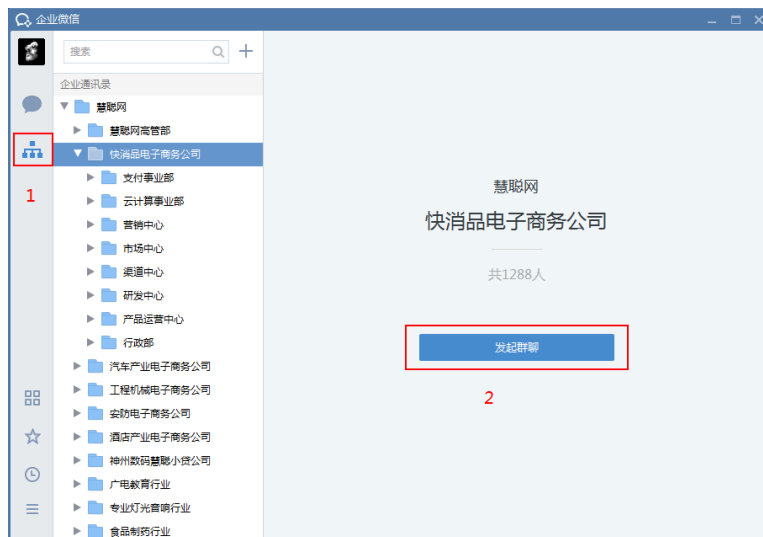 企业微信
搜索
企业通讯录
慧聪网
慧聪网高管部
快消品电子商务公司
支付事业部
云计算事业部
营销中心
市场中心
渠道中心
研发中心
产品运营中心
行政部
汽车产业电子商务公司
工程机械电子商务公司
安防电子商务公司
酒店产业电子商务公司
神州数码慧聪小贷公司
广电教育行业
专业灯光音响行业
食品制药行业
1
慧聪网
快消品电子商务公司
共1288人
发起群聊
2